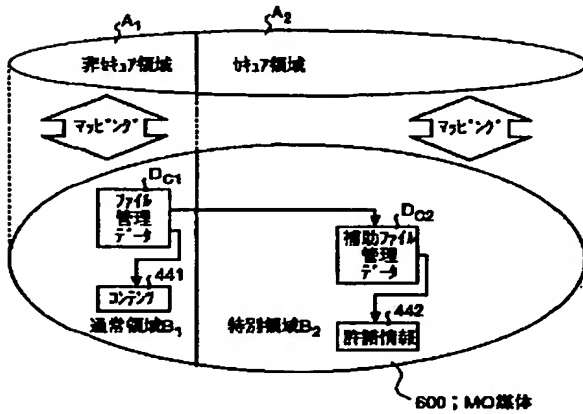 A₁
A₂
非ｾｷｭｱ領域
ｾｷｭｱ領域
ﾏｯﾋﾟﾝｸﾞ
ﾏｯﾋﾟﾝｸﾞ
D_C1
ファイル
管理
データ
D_C2
補助ファイル
管理
データ
441
コンテンツ
442
許諾情報
通常領域B₁
特別領域B₂
600；MO媒体